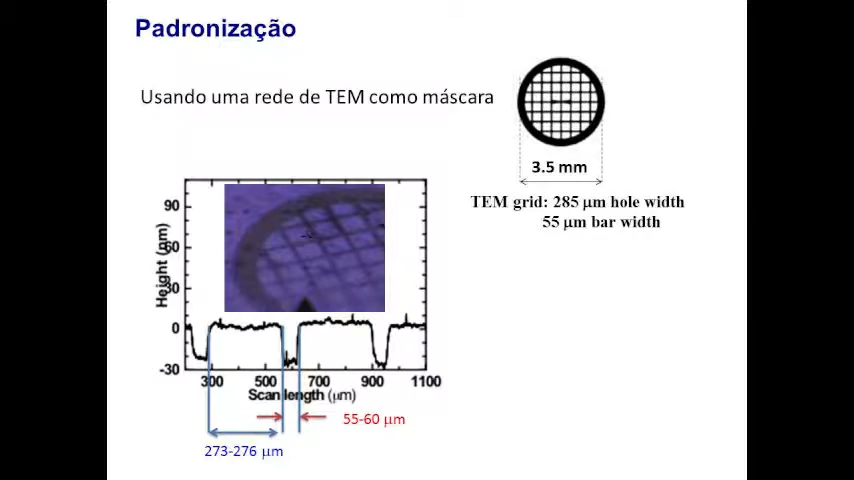 Padronização
Usando uma rede de TEM como máscara
3.5 mm
TEM grid: 285 μm hole width
55 μm bar width
90
60
30
0
-30
Height (nm)
300 500 700 900 1100
Scan length (μm)
55-60 μm
273-276 μm